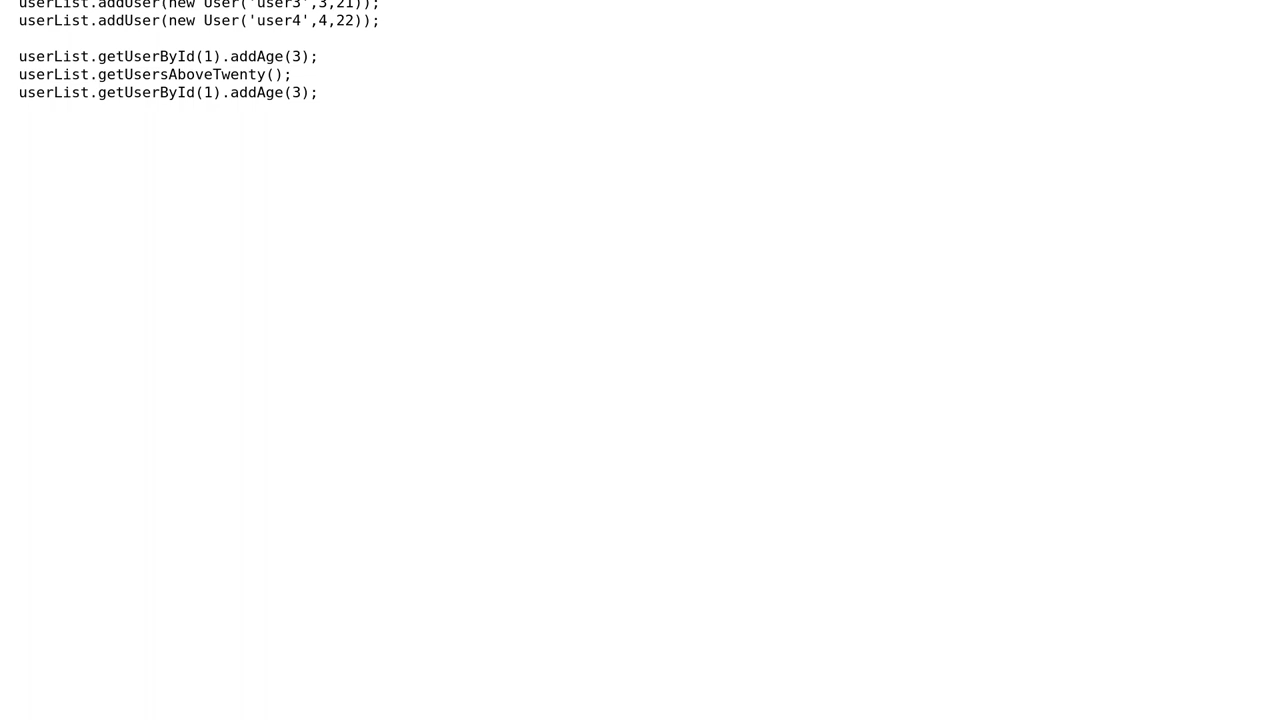 userList.addUser(new User('user3',3,21));
userList.addUser(new User('user4',4,22));
userList.getUserById(1).addAge(3);
userList.getUsersAboveTwenty();
userList.getUserById(1).addAge(3);